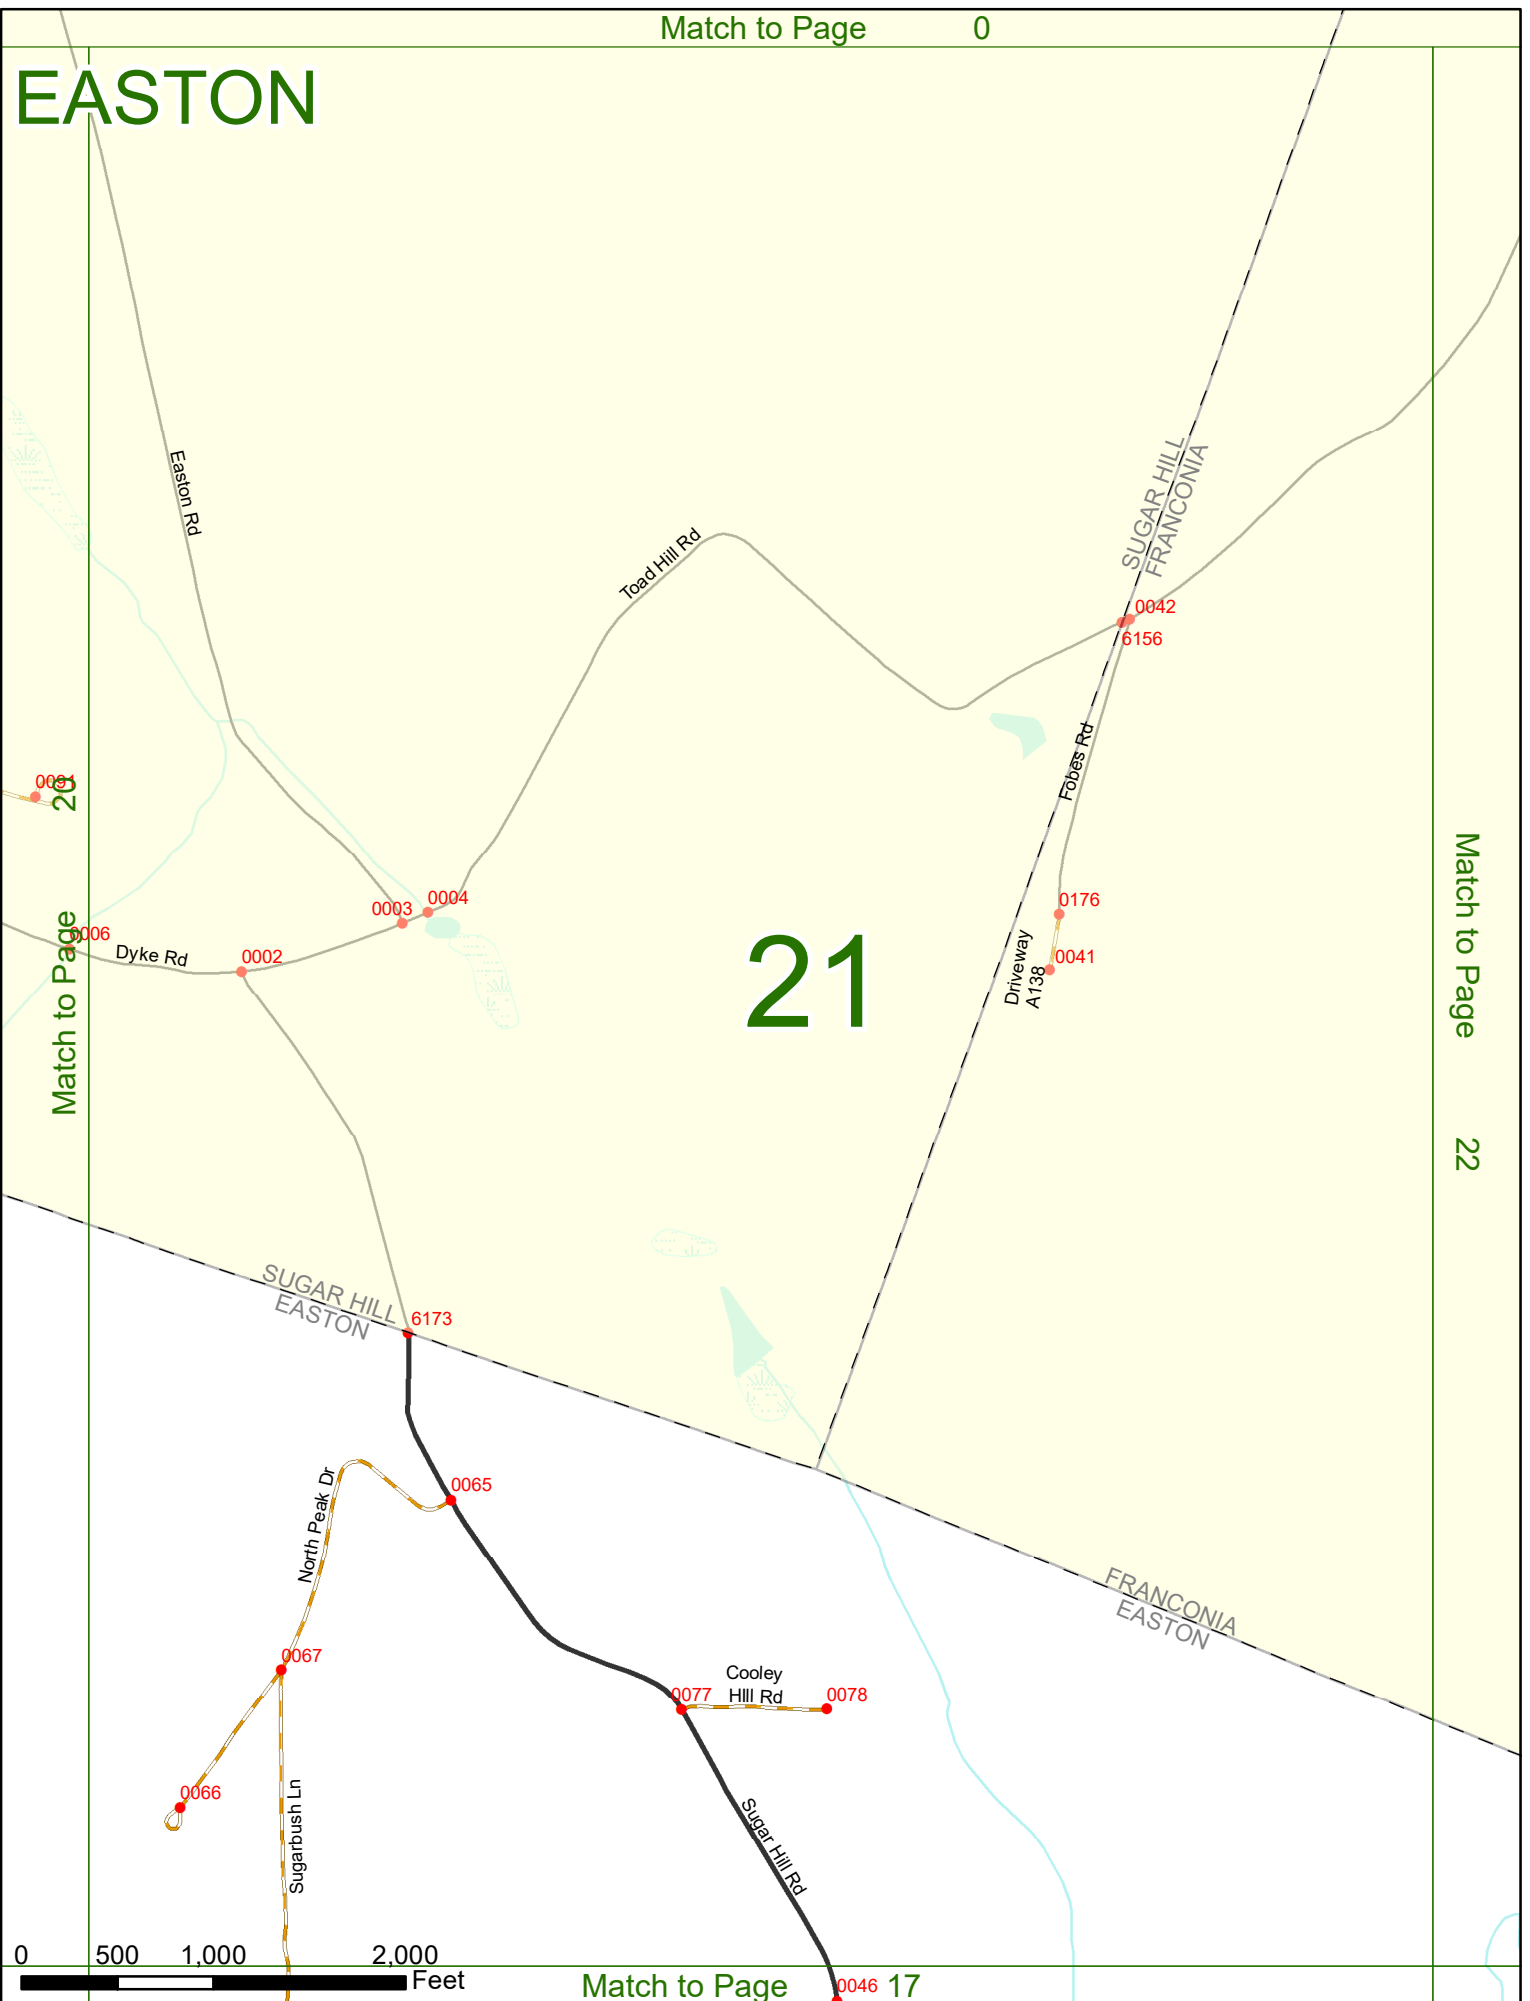 Match to Page 0
EASTON
Easton Rd
SUGAR HILL
FRANCONIA
Toad Hill Rd
0042
6156
Fobes Rd
0091
20
Match to Page
0003
0004
0176
0006
Dyke Rd
0002
0041
Driveway
A138
21
Match to Page 22
SUGAR HILL
EASTON
6173
0065
North Peak Dr
FRANCONIA
EASTON
0067
Cooley
HIll Rd
0077
0078
0066
Sugarbush Ln
Sugar Hill Rd
0 500 1,000 2,000
Feet
Match to Page 17
0046